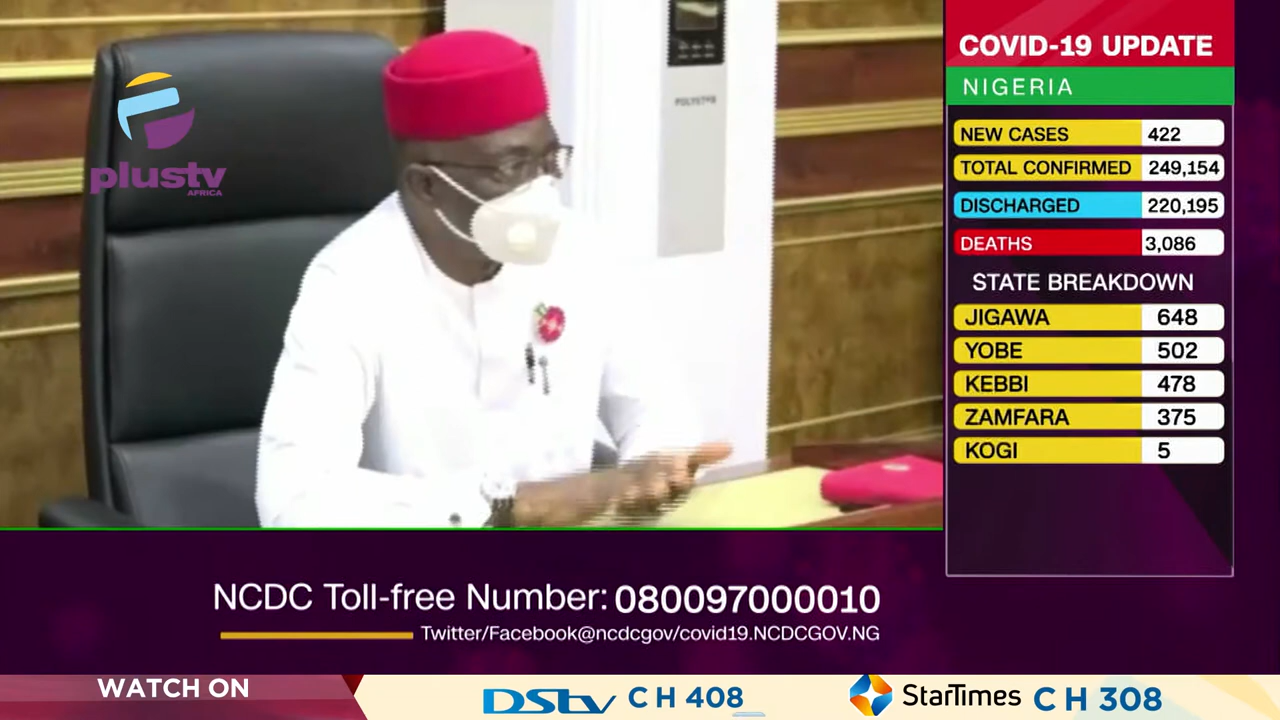 plustv
AFRICA
POLYSTAR
COVID-19 UPDATE
NIGERIA
NEW CASES 422
TOTAL CONFIRMED 249,154
DISCHARGED 220,195
DEATHS 3,086
STATE BREAKDOWN
JIGAWA 648
YOBE 502
KEBBI 478
ZAMFARA 375
KOGI 5
NCDC Toll-free Number: 080097000010
Twitter/Facebook@ncdcgov/covid19.NCDCGOV.NG
WATCH ON DStv CH 408 StarTimes CH 308